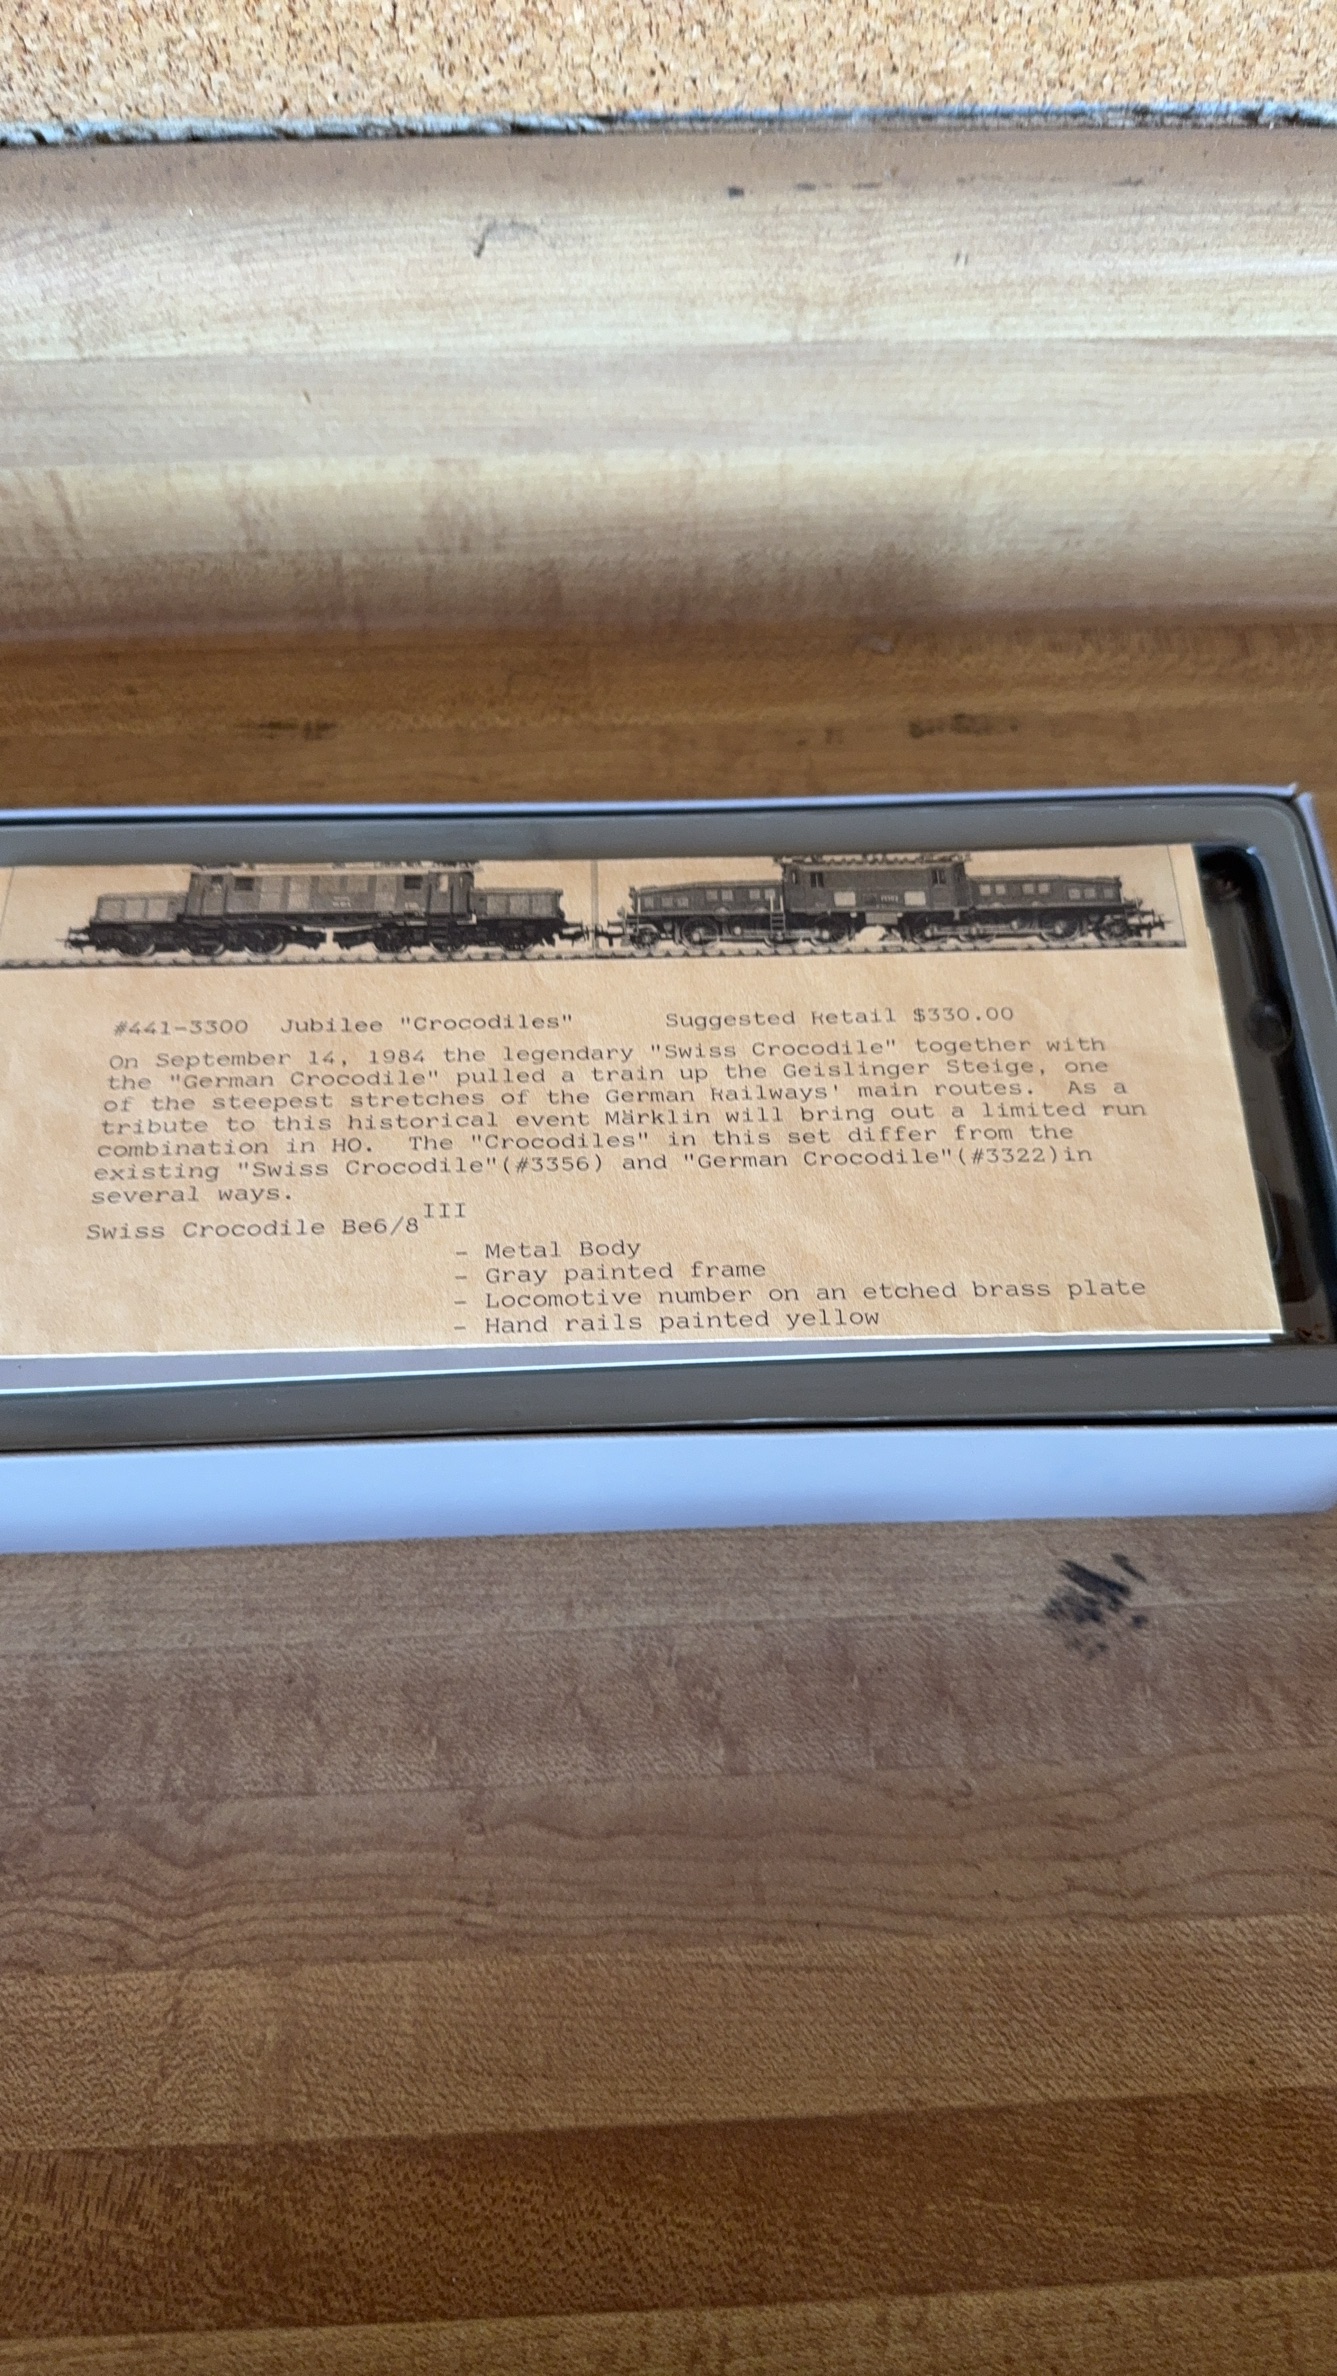 #441-3300  Jubilee "Crocodiles"  Suggested Retail $330.00
On September 14, 1984 the legendary "Swiss Crocodile" together with
the "German Crocodile" pulled a train up the Geislinger Steige, one
of the steepest stretches of the German Railways' main routes.  As a
tribute to this historical event Märklin will bring out a limited run
combination in HO.  The "Crocodiles" in this set differ from the
existing "Swiss Crocodile"(#3356) and "German Crocodile"(#3322)in
several ways.
Swiss Crocodile Be6/8 III
- Metal Body
- Gray painted frame
- Locomotive number on an etched brass plate
- Hand rails painted yellow